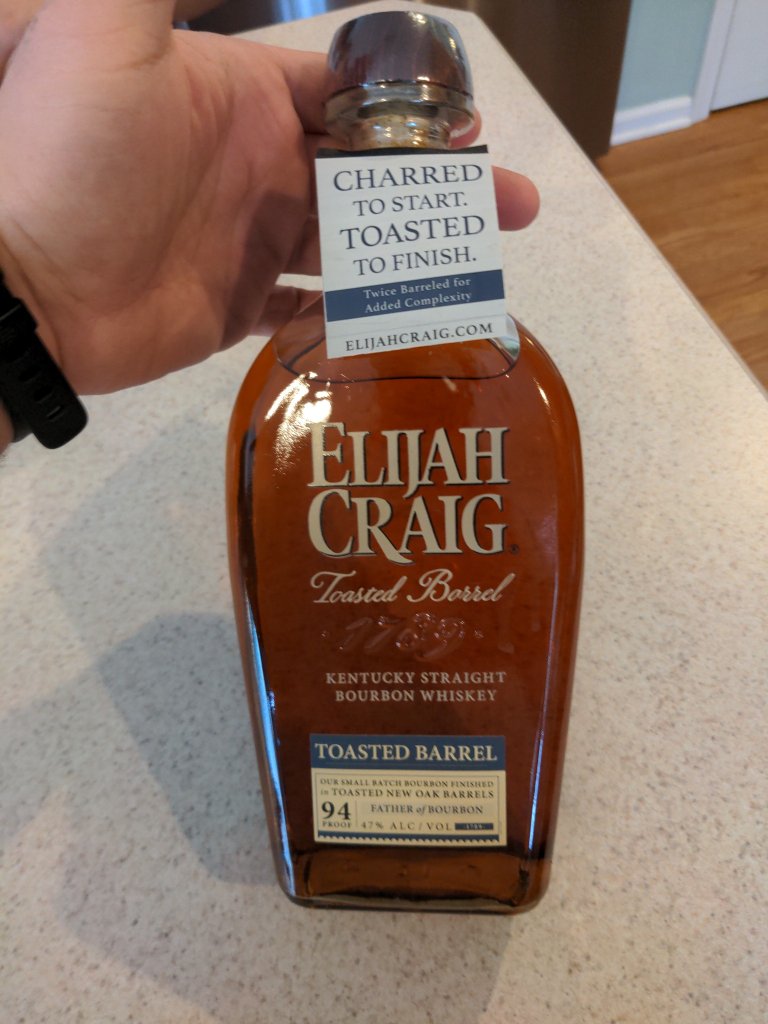 CHARRED
TO START.
TOASTED
TO FINISH.
Twice Barreled for
Added Complexity
ELIJAHCRAIG.COM
ELIJAH
CRAIG®
Toasted Barrel
1789
KENTUCKY STRAIGHT
BOURBON WHISKEY
TOASTED BARREL
OUR SMALL BATCH BOURBON FINISHED
in TOASTED NEW OAK BARRELS
94 FATHER of BOURBON
PROOF 47% ALC / VOL 1789